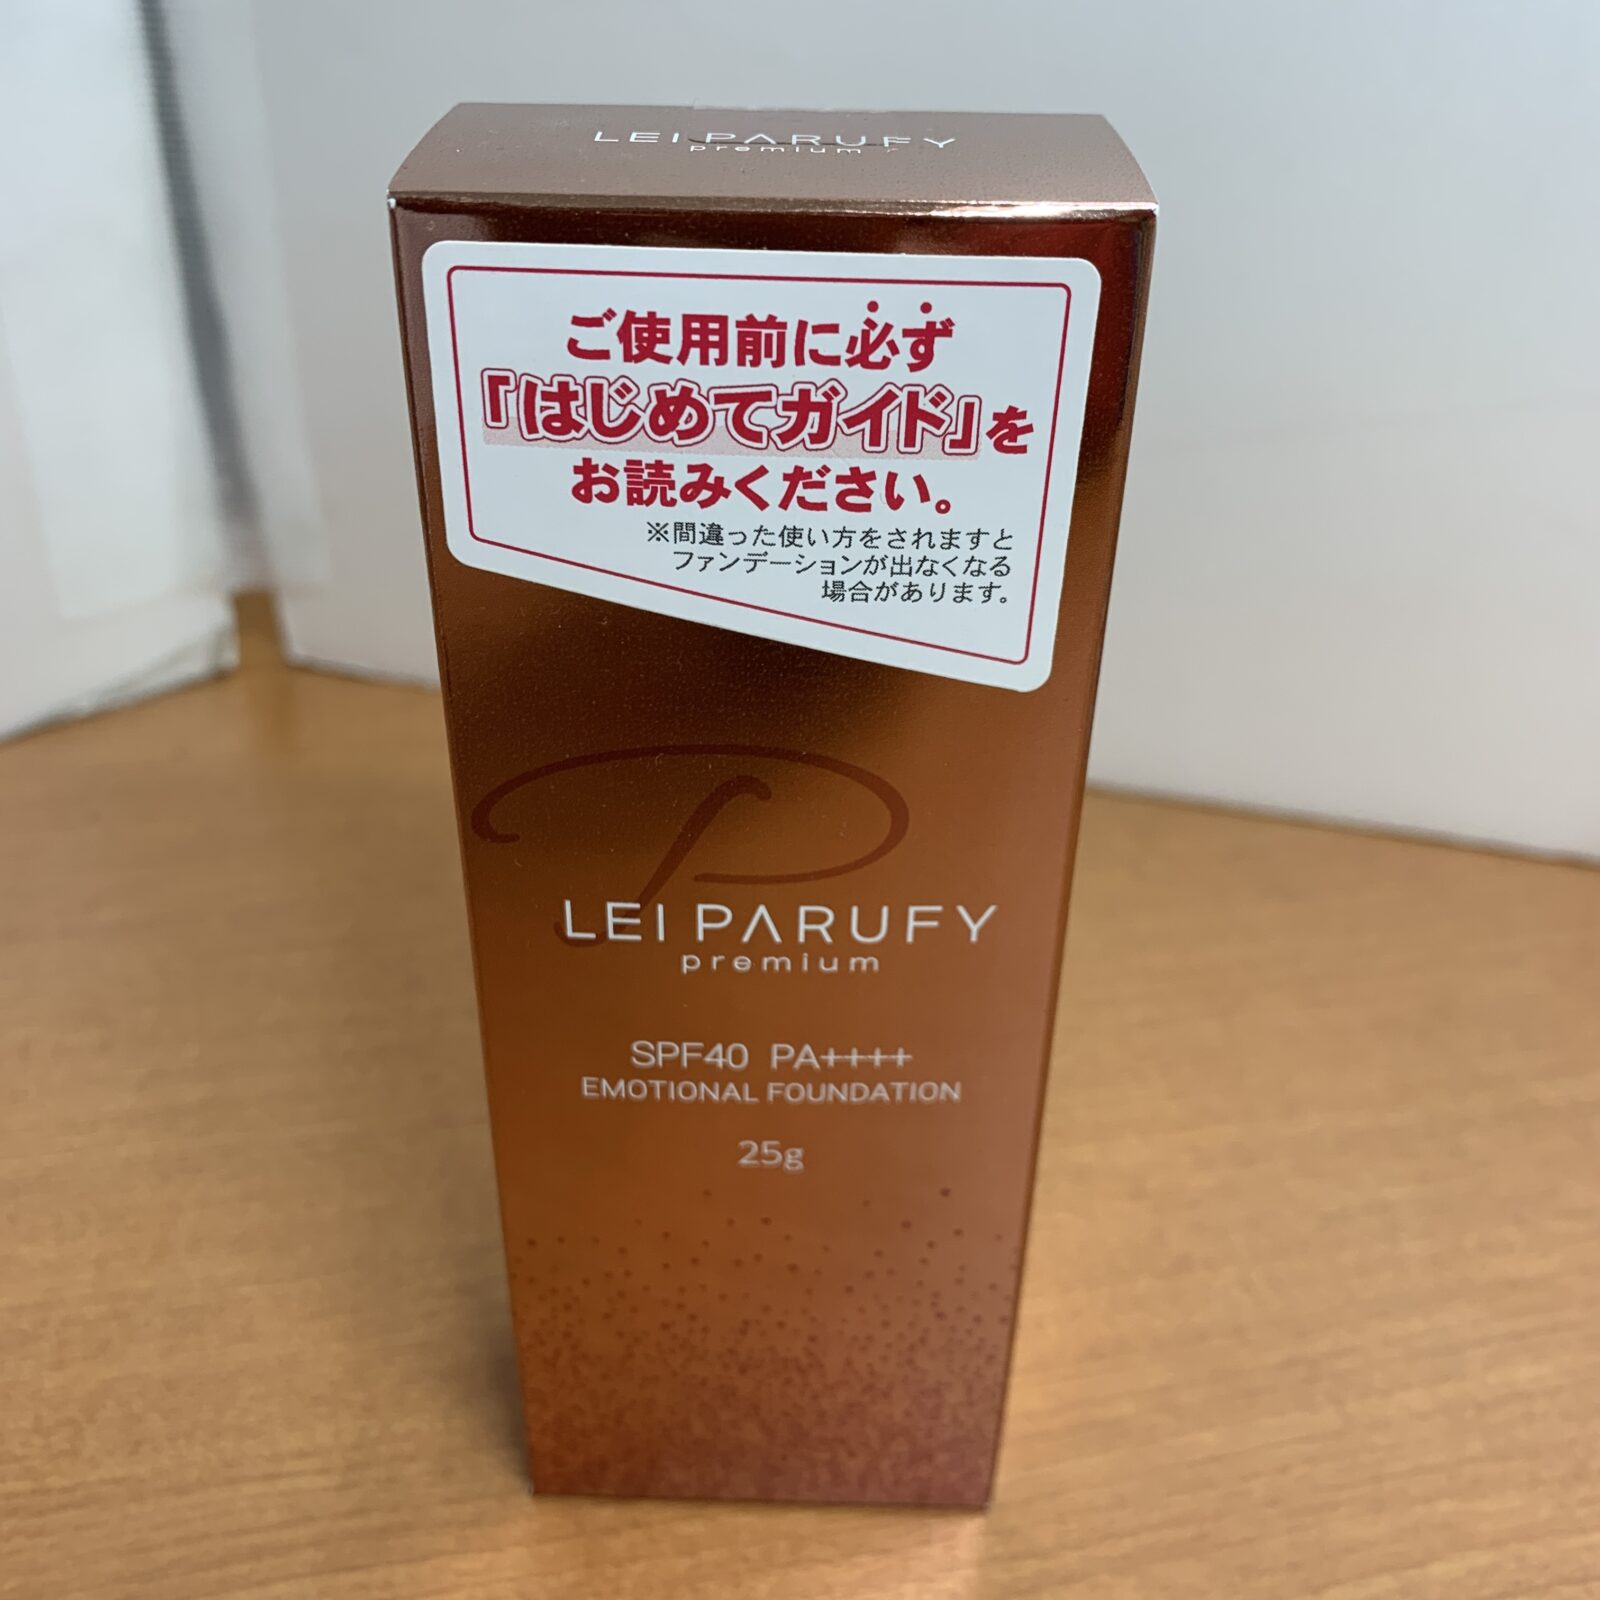 LEI PARUFY
premium
ご使用前に必ず
「はじめてガイド」を
お読みください。
※間違った使い方をされますと
ファンデーションが出なくなる
場合があります。
P
LEI PARUFY
premium
SPF40 PA++++
EMOTIONAL FOUNDATION
25g